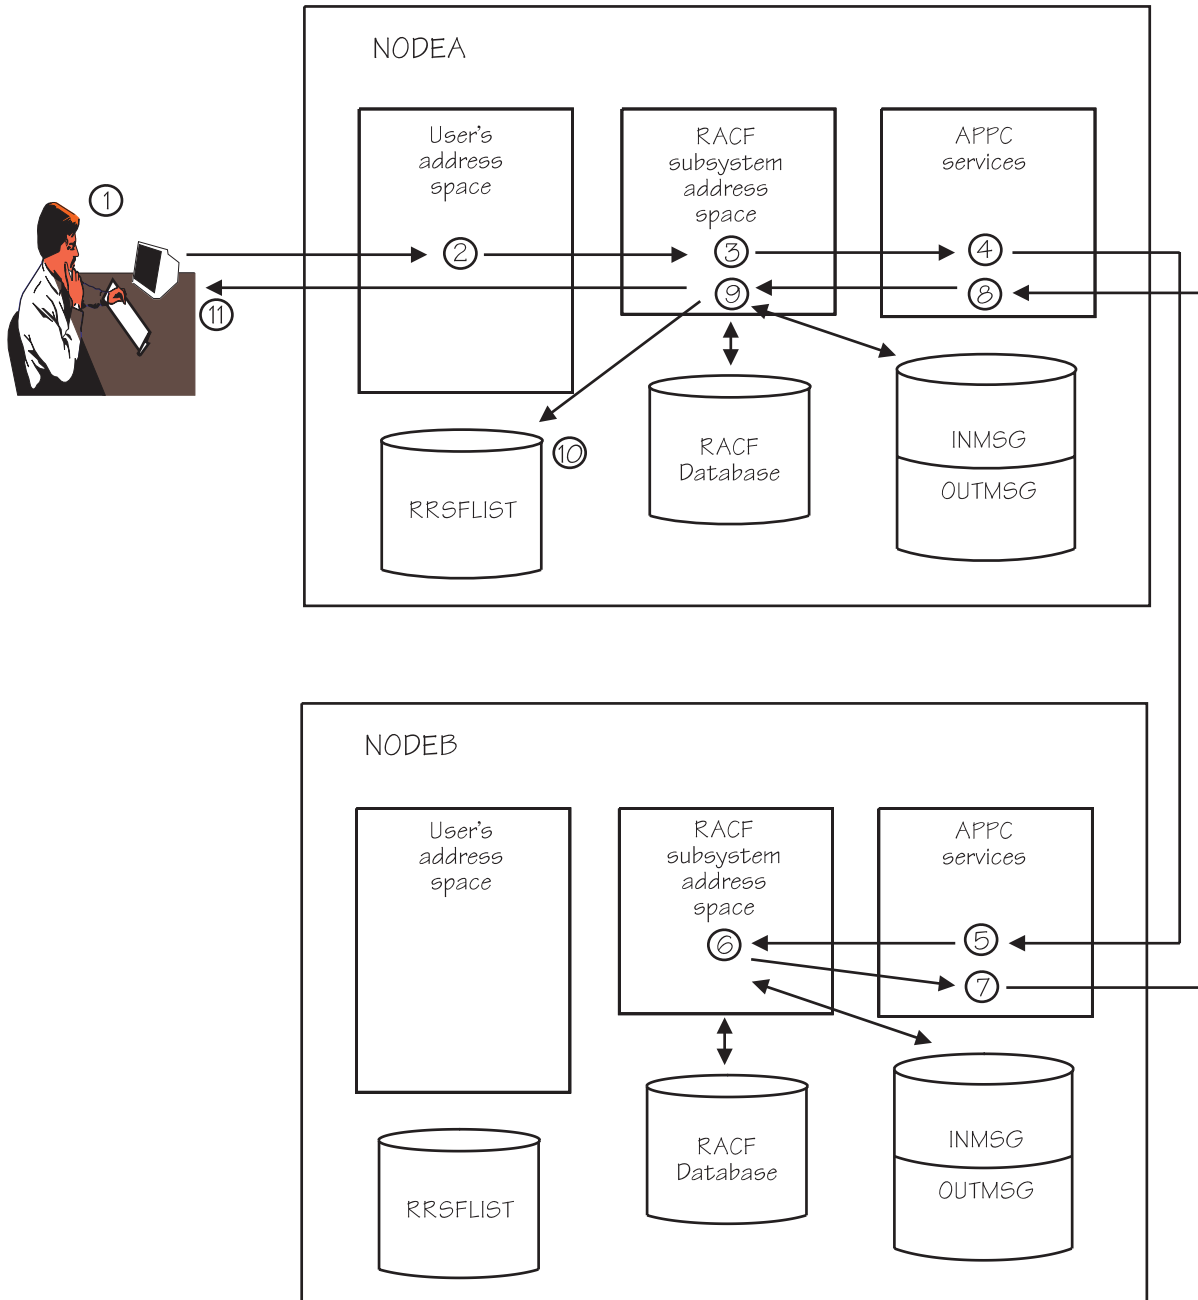 NODEA
User's
address
space
RACF
subsystem
address
space
APPC
services
1
2
3
4
9
8
11
10
RRSFLIST
RACF
Database
INMSG
OUTMSG
NODEB
User's
address
space
RACF
subsystem
address
space
APPC
services
6
5
7
RRSFLIST
RACF
Database
INMSG
OUTMSG